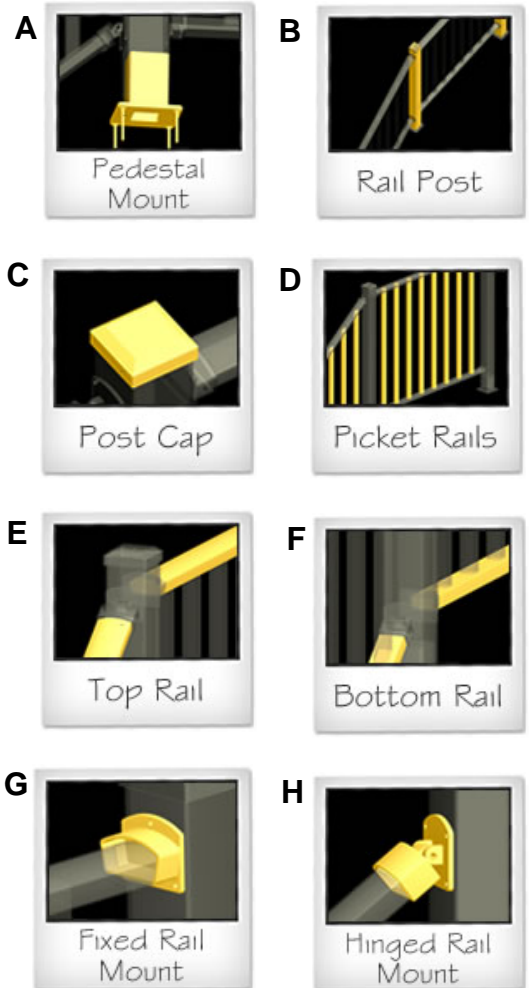 A
Pedestal
Mount
B
Rail Post
C
Post Cap
D
Picket Rails
E
Top Rail
F
Bottom Rail
G
Fixed Rail
Mount
H
Hinged Rail
Mount